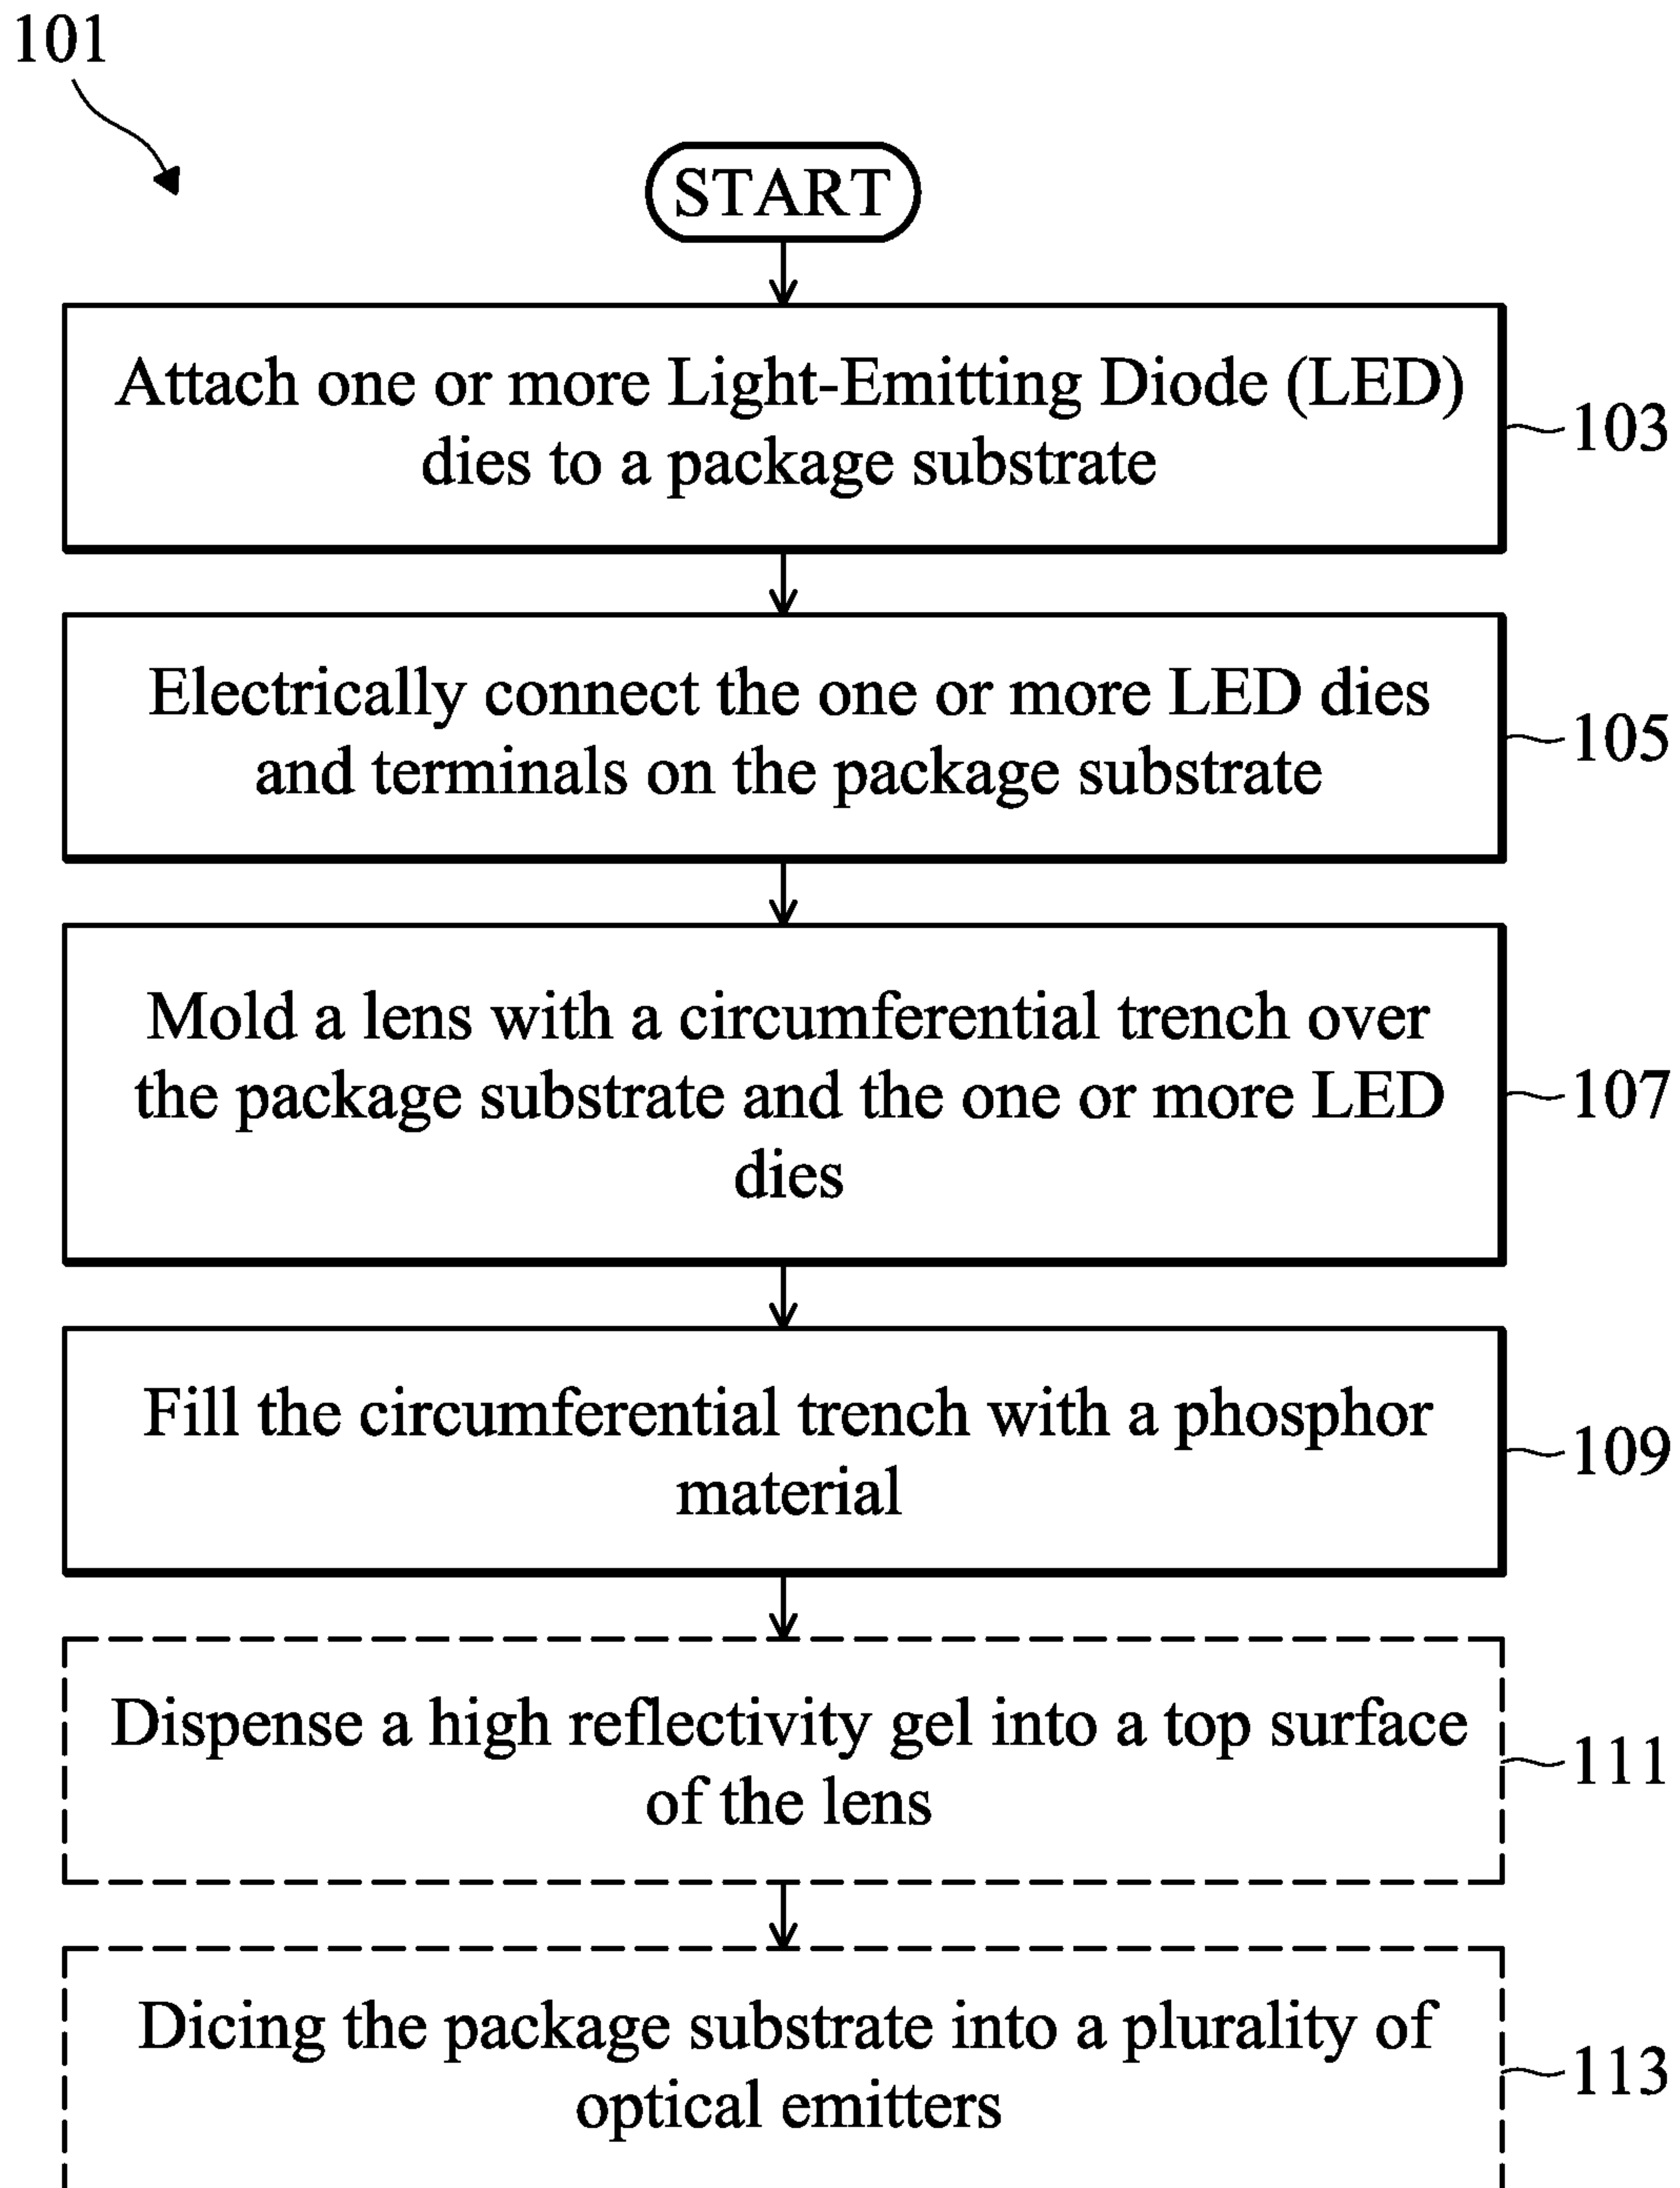 101
START
Attach one or more Light-Emitting Diode (LED)
dies to a package substrate
103
Electrically connect the one or more LED dies
and terminals on the package substrate
105
Mold a lens with a circumferential trench over
the package substrate and the one or more LED
dies
107
Fill the circumferential trench with a phosphor
material
109
Dispense a high reflectivity gel into a top surface
of the lens
111
Dicing the package substrate into a plurality of
optical emitters
113